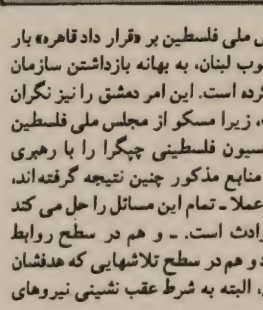 ملی فلسطین بر «قرار داد قاهره» بار
وب لبنان، به بهانه بازداشتن سازمان
کرده است. این امر دمشق را نیز نگران
، زیرا مسکو از مجلس ملی فلسطین
سیون فلسطینی چپگرا را با رهبری
منابع مذکور چنین نتیجه گرفته اند،
عملا ـ تمام این مسائل را حل می کند
وادث است. ـ و هم در سطح روابط
د و هم در سطح تلاشهایی که هدفشان
، البته به شرط عقب نشینی نیروهای